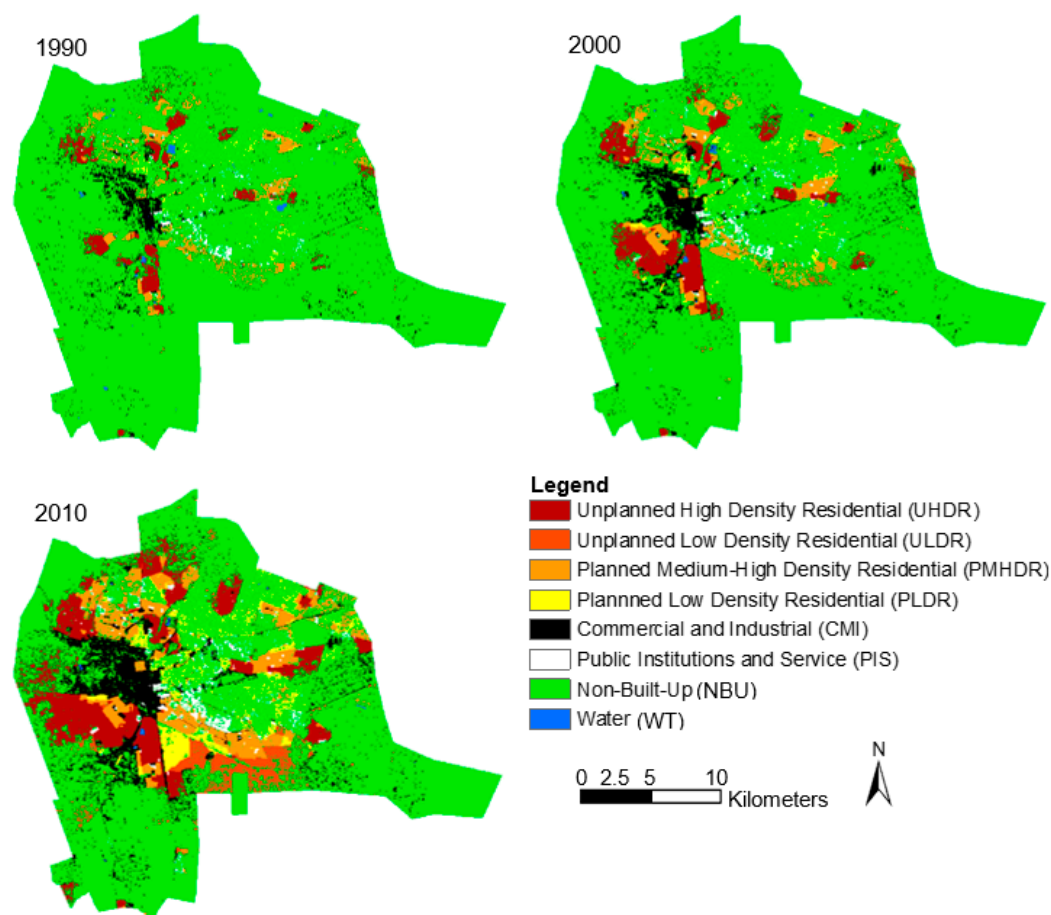 1990
2000
2010
Legend
Unplanned High Density Residential (UHDR)
Unplanned Low Density Residential (ULDR)
Planned Medium-High Density Residential (PMHDR)
Plannned Low Density Residential (PLDR)
Commercial and Industrial (CMI)
Public Institutions and Service (PIS)
Non-Built-Up (NBU)
Water (WT)
N
0 2.5 5 10
Kilometers